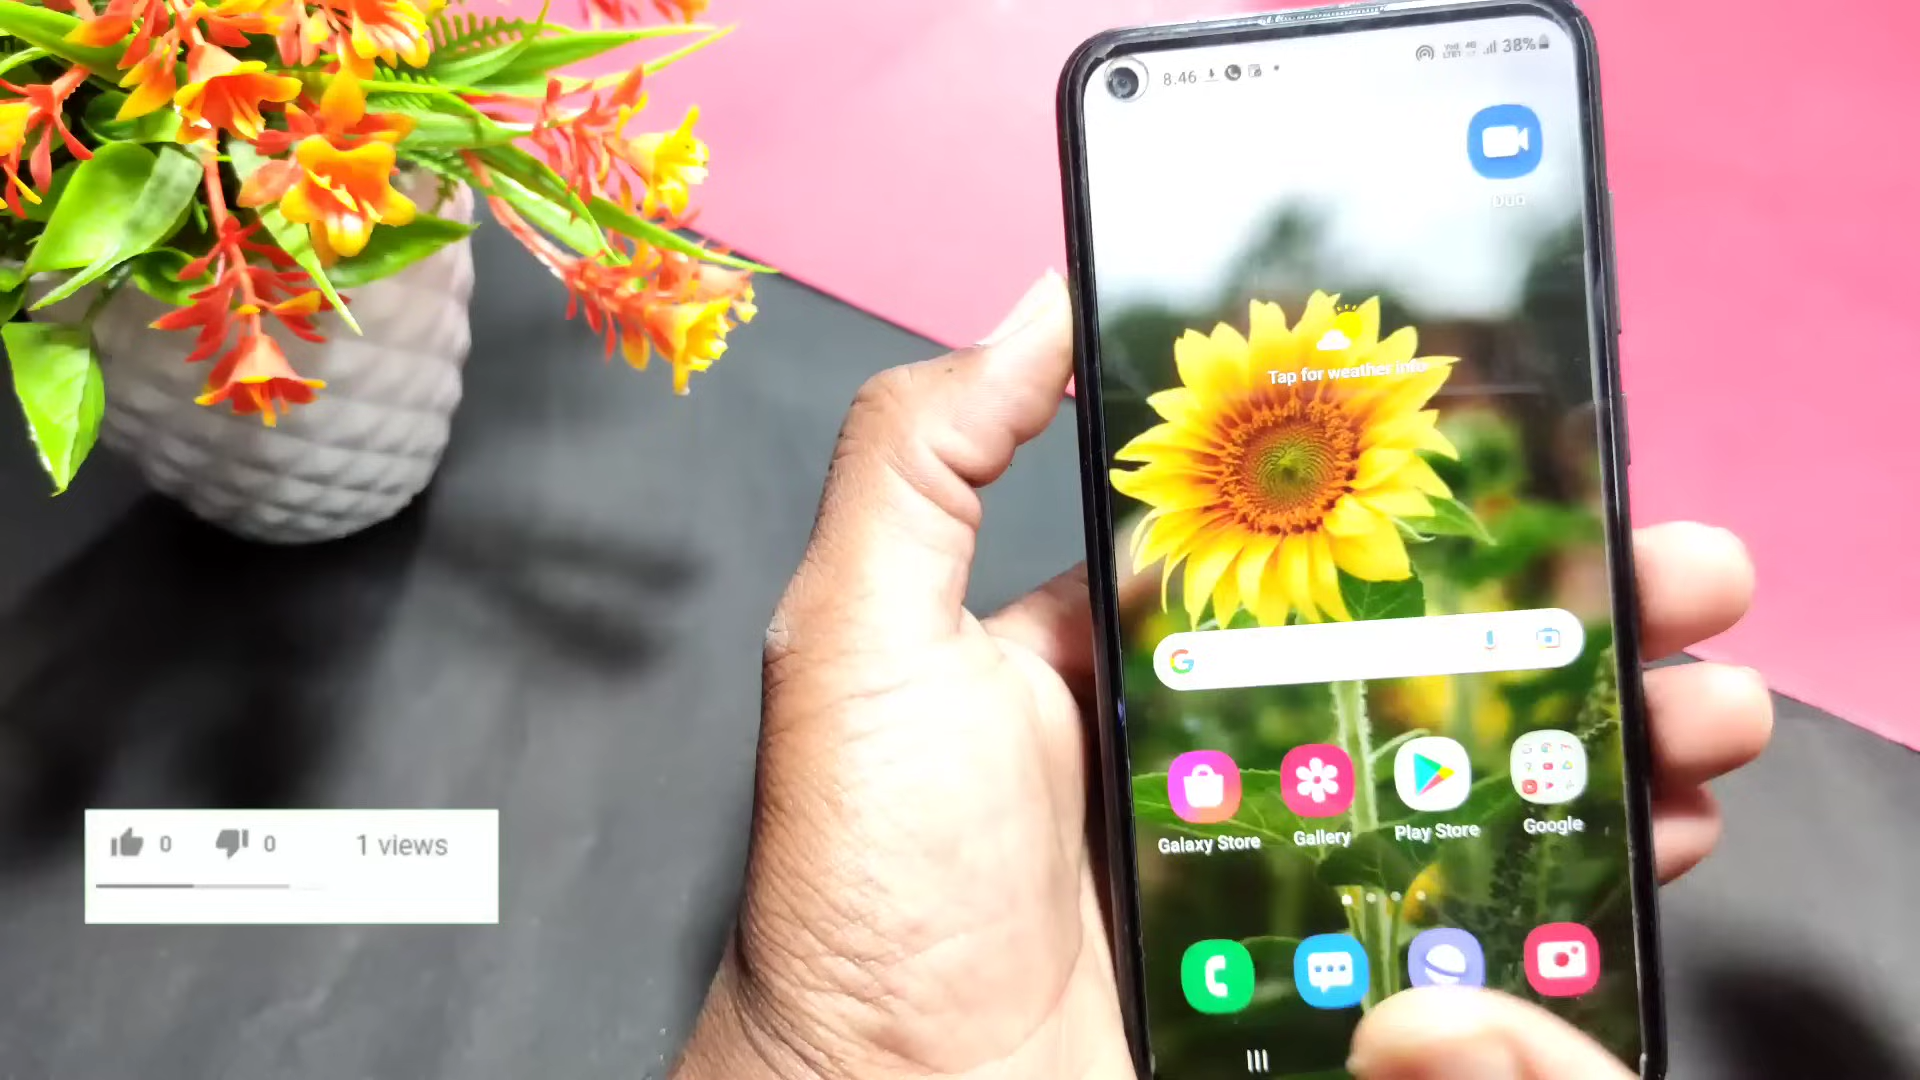 8.46
38%
Duo
Tap for weather info
G
Galaxy Store
Gallery
Play Store
Google
0 0 1 views